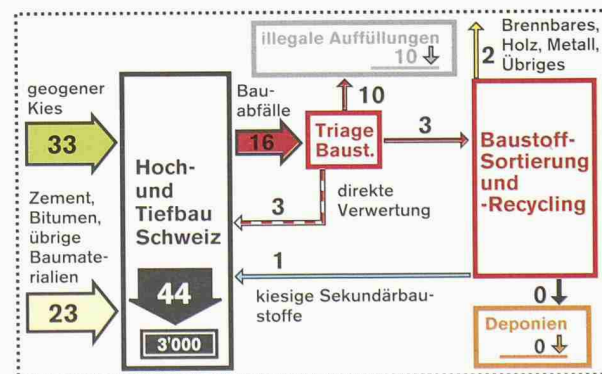 illegale Auffüllungen
10
Brennbares,
Holz, Metall,
Übriges
2
geogener
Kies
33
Bau-
abfälle
16
10
Triage
Baust.
3
Baustoff-
Sortierung
und
-Recycling
Hoch-
und
Tiefbau
Schweiz
3
direkte
Verwertung
Zement,
Bitumen,
übrige
Baumate-
rialien
23
1
kiesige Sekundärbau-
stoffe
44
3'000
0
Deponien
0